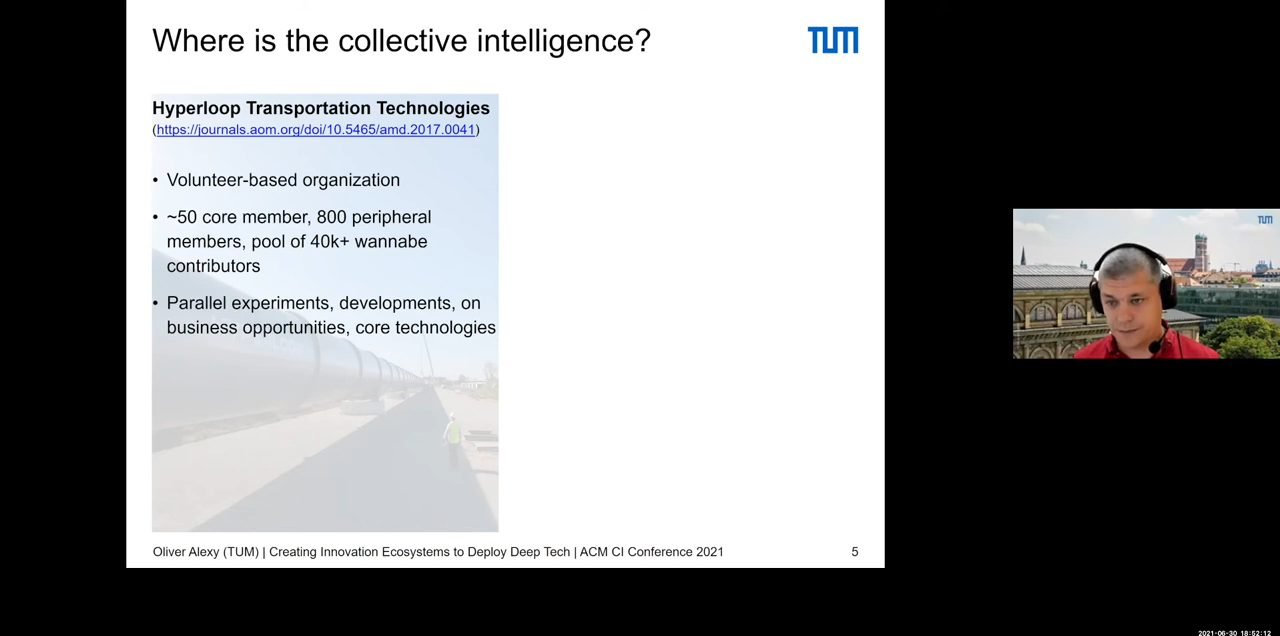 Where is the collective intelligence?
TUM
Hyperloop Transportation Technologies
(https://journals.aom.org/doi/10.5465/amd.2017.0041)
• Volunteer-based organization
• ~50 core member, 800 peripheral
members, pool of 40k+ wannabe
contributors
• Parallel experiments, developments, on
business opportunities, core technologies
TUM
Oliver Alexy (TUM) | Creating Innovation Ecosystems to Deploy Deep Tech | ACM CI Conference 2021
5
2021-06-30 18:52:12